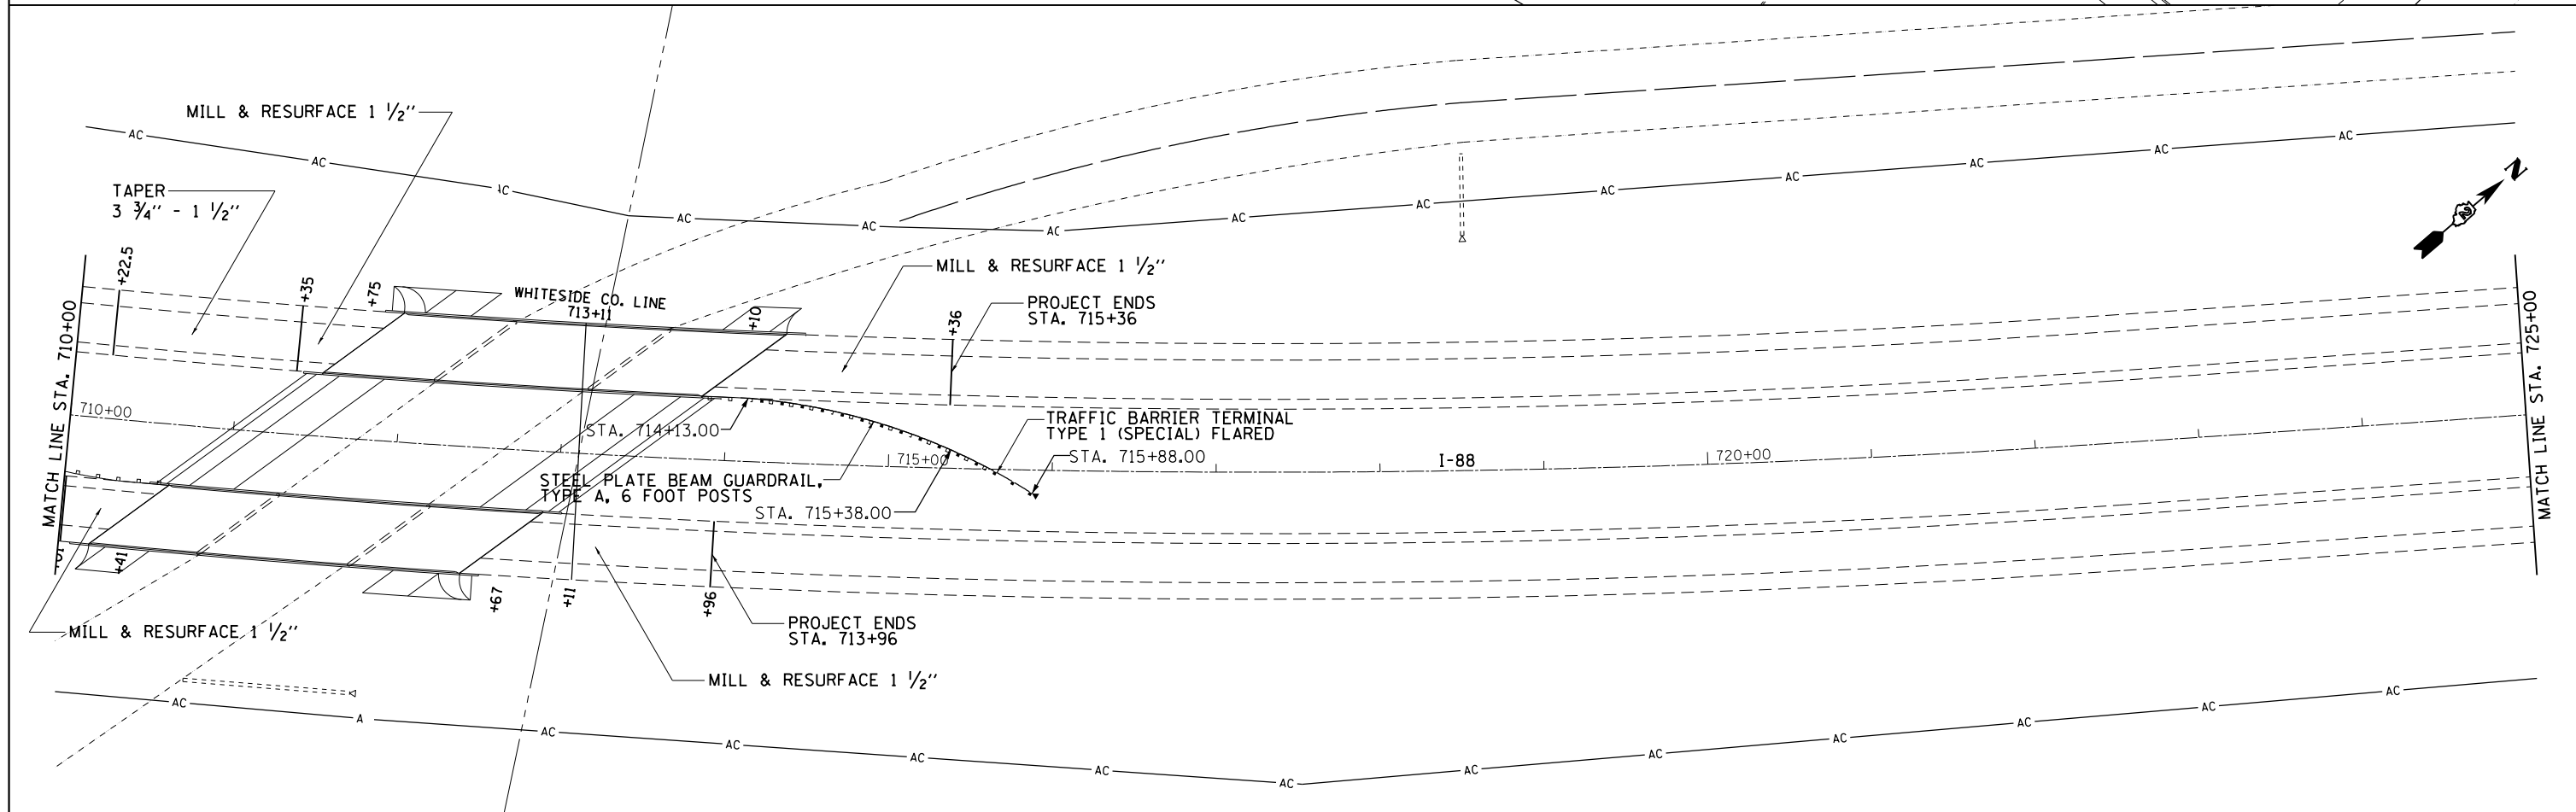 MILL & RESURFACE 1 ½"
AC AC AC AC AC AC AC AC AC AC AC AC
TAPER
3 ¾" - 1 ½"
N
+22.5
+35
+75
WHITESIDE CO. LINE
713+11
+10
MILL & RESURFACE 1 ½"
PROJECT ENDS
STA. 715+36
+36
MATCH LINE STA. 710+00
710+00
STA. 714+13.00
TRAFFIC BARRIER TERMINAL
TYPE 1 (SPECIAL) FLARED
STA. 715+88.00
715+00
I-88
720+00
MATCH LINE STA. 725+00
STEEL PLATE BEAM GUARDRAIL,
TYPE A, 6 FOOT POSTS
STA. 715+38.00
+41
+67
+11
+96
MILL & RESURFACE 1 ½"
PROJECT ENDS
STA. 713+96
MILL & RESURFACE 1 ½"
AC A AC AC AC AC AC AC AC AC AC AC AC